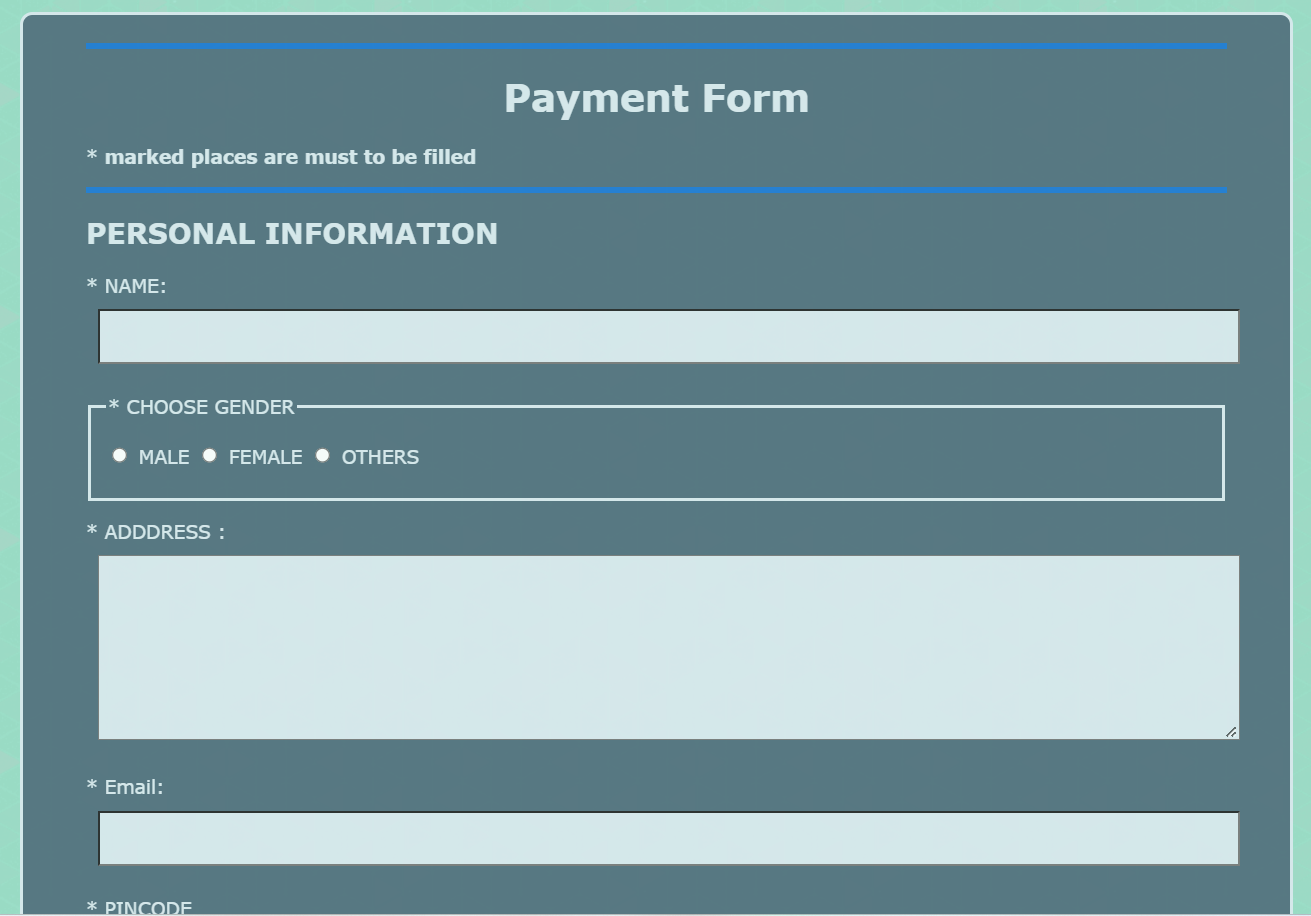 Payment Form
* marked places are must to be filled
PERSONAL INFORMATION
* NAME:
* CHOOSE GENDER
MALE FEMALE OTHERS
* ADDDRESS :
* Email:
* PINCODE